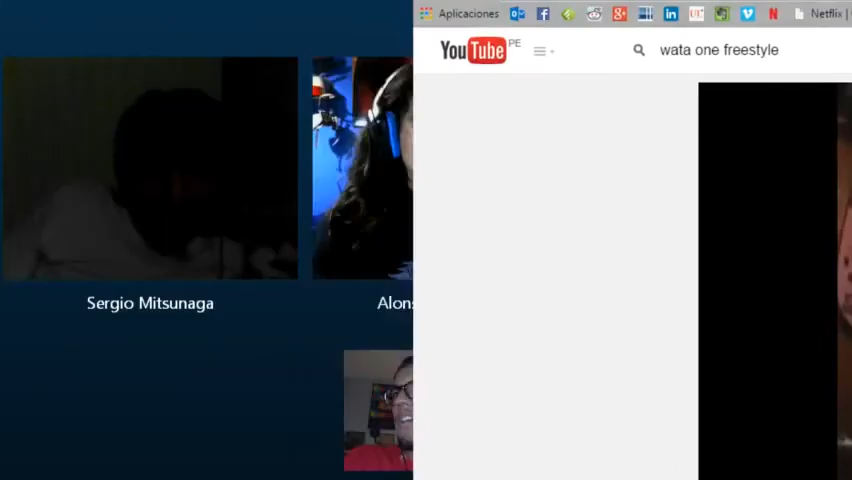 Aplicaciones
Netflix
YouTube PE
wata one freestyle
Sergio Mitsunaga
Alons